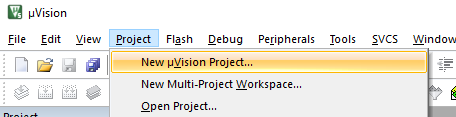 μVision
File Edit View Project Flash Debug Peripherals Tools SVCS Window
New μVision Project...
New Multi-Project Workspace...
Open Project...